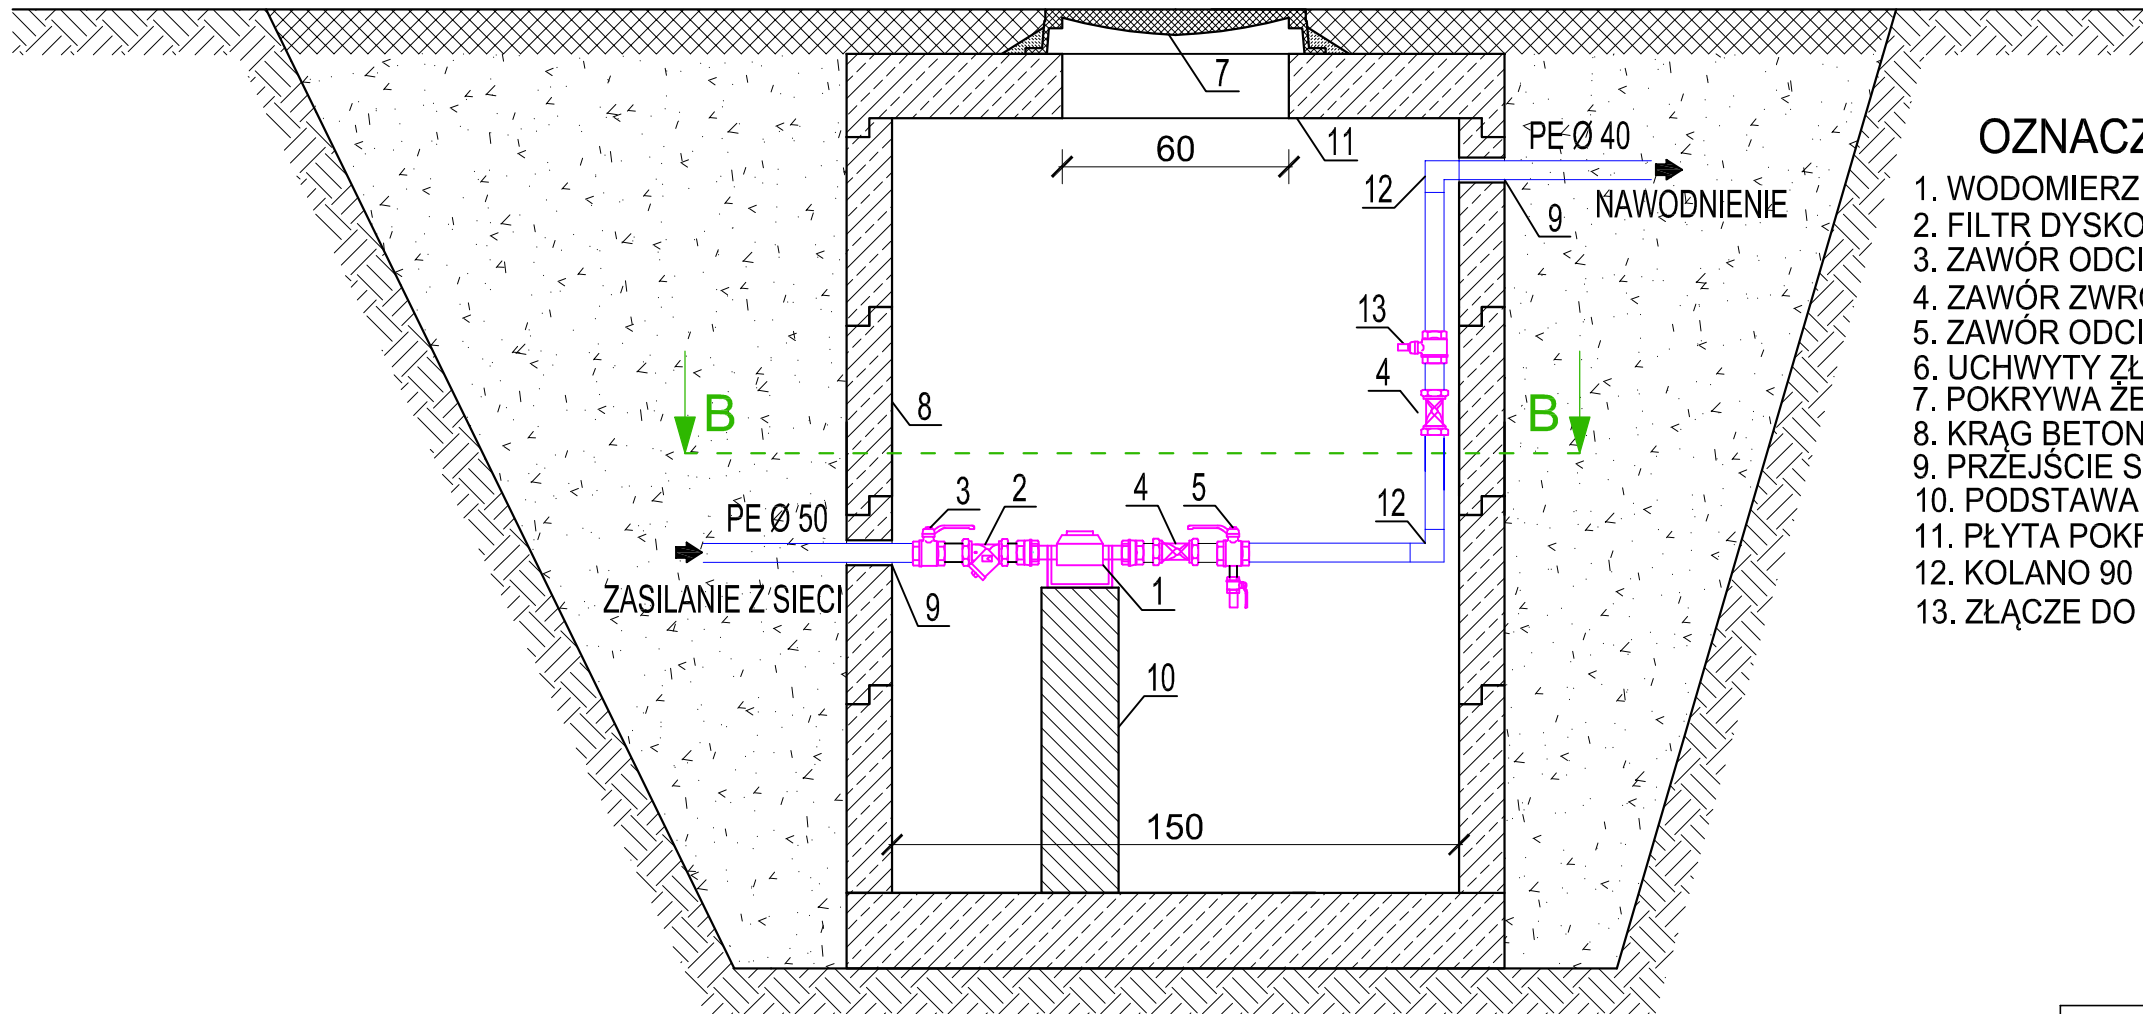 7
11
60
PE Ø 40
12
9
NAWODNIENIE
13
4
8
B
B
3
2
4
5
12
PE Ø 50
ZASILANIE Z SIECI
9
1
10
150
OZNACZ
1. WODOMIERZ
2. FILTR DYSKO
3. ZAWÓR ODCI
4. ZAWÓR ZWRO
5. ZAWÓR ODCI
6. UCHWYTY ZŁ
7. POKRYWA ŻE
8. KRĄG BETON
9. PRZEJŚCIE S
10. PODSTAWA
11. PŁYTA POKR
12. KOLANO 90
13. ZŁĄCZE DO